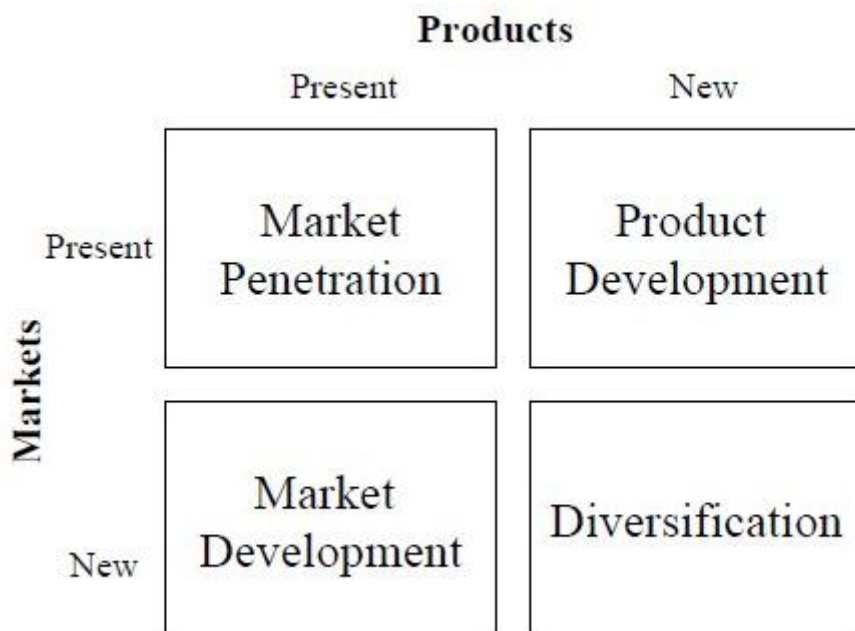 Products
Present
New
Present
Market
Penetration
Product
Development
Markets
New
Market
Development
Diversification